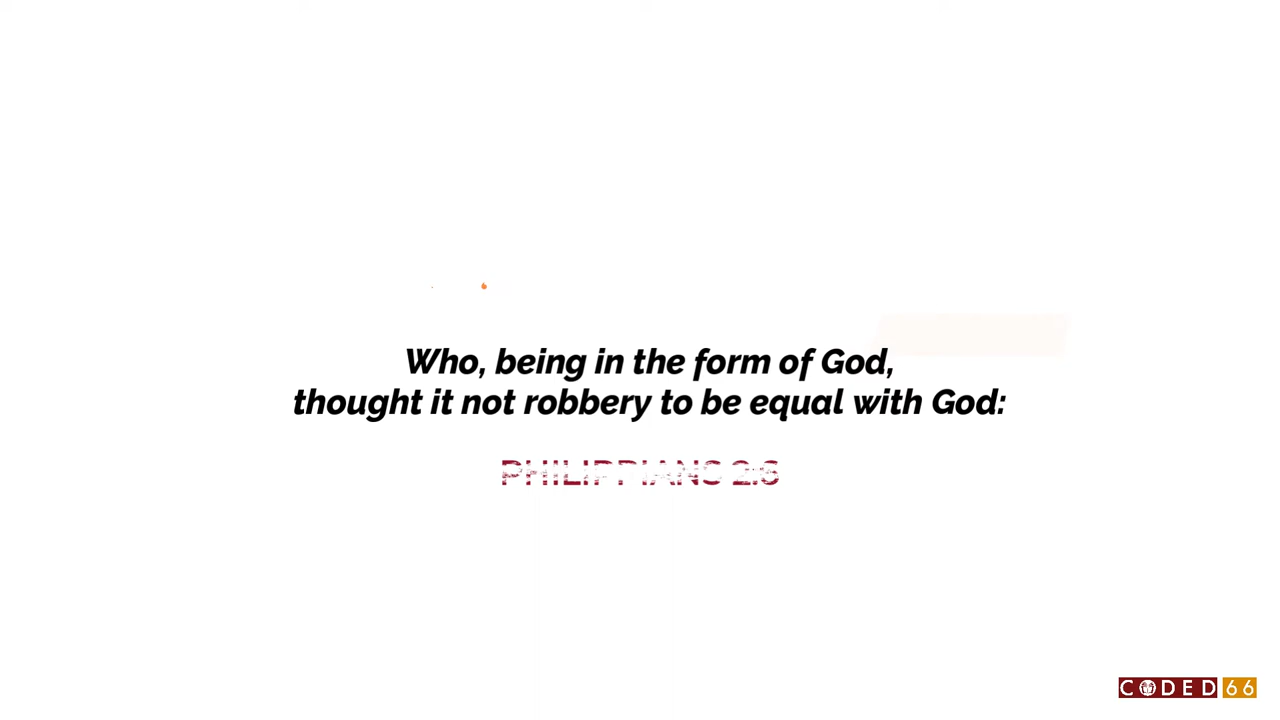 Who, being in the form of God,
thought it not robbery to be equal with God:
PHILIPPIANS 2:6
CODED 66